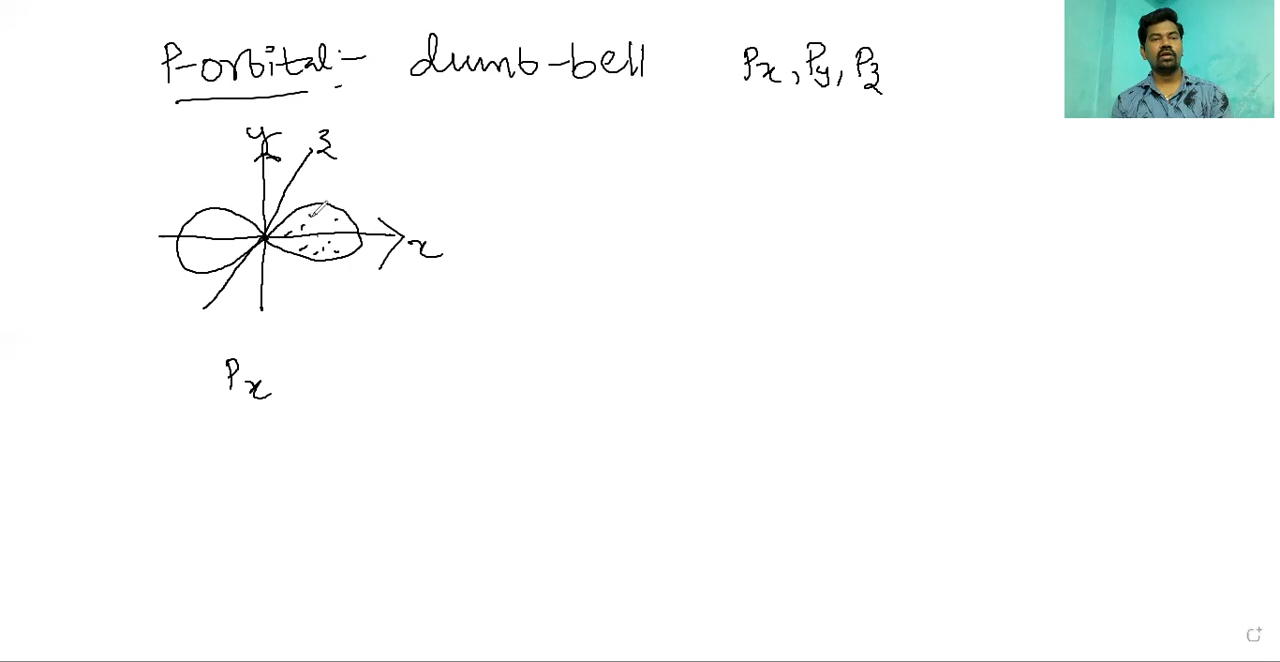 P-orbital:- dumb-bell Px, Py, Pz
y z
x
Px